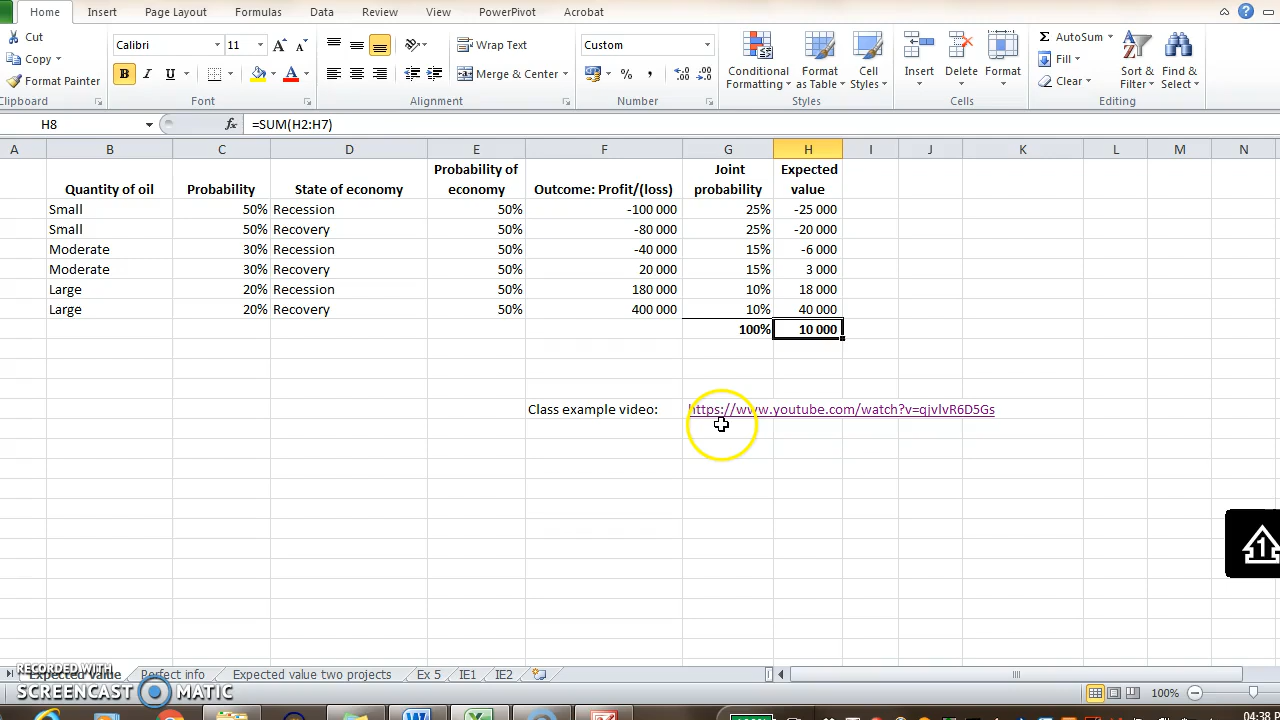 Home Insert Page Layout Formulas Data Review View PowerPivot Acrobat
Cut
Copy
Format Painter
Clipboard
Calibri 11
B I U
Font
Wrap Text
Merge & Center
Alignment
Custom
%
Number
Conditional Formatting
Format as Table
Cell Styles
Styles
Insert Delete Format
Cells
AutoSum
Fill
Clear
Sort & Filter
Find & Select
Editing
H8 fx =SUM(H2:H7)
A B C D E F G H I J K L M N
Quantity of oil Probability State of economy Probability of economy Outcome: Profit/(loss) Joint probability Expected value
Small 50% Recession 50% -100 000 25% -25 000
Small 50% Recovery 50% -80 000 25% -20 000
Moderate 30% Recession 50% -40 000 15% -6 000
Moderate 30% Recovery 50% 20 000 15% 3 000
Large 20% Recession 50% 180 000 10% 18 000
Large 20% Recovery 50% 400 000 10% 40 000
100% 10 000
Class example video: https://www.youtube.com/watch?v=qjvlvR6D5Gs
1
Expected value Perfect info Expected value two projects Ex 5 IE1 IE2
RECORDED WITH
SCREENCAST MATIC
100%